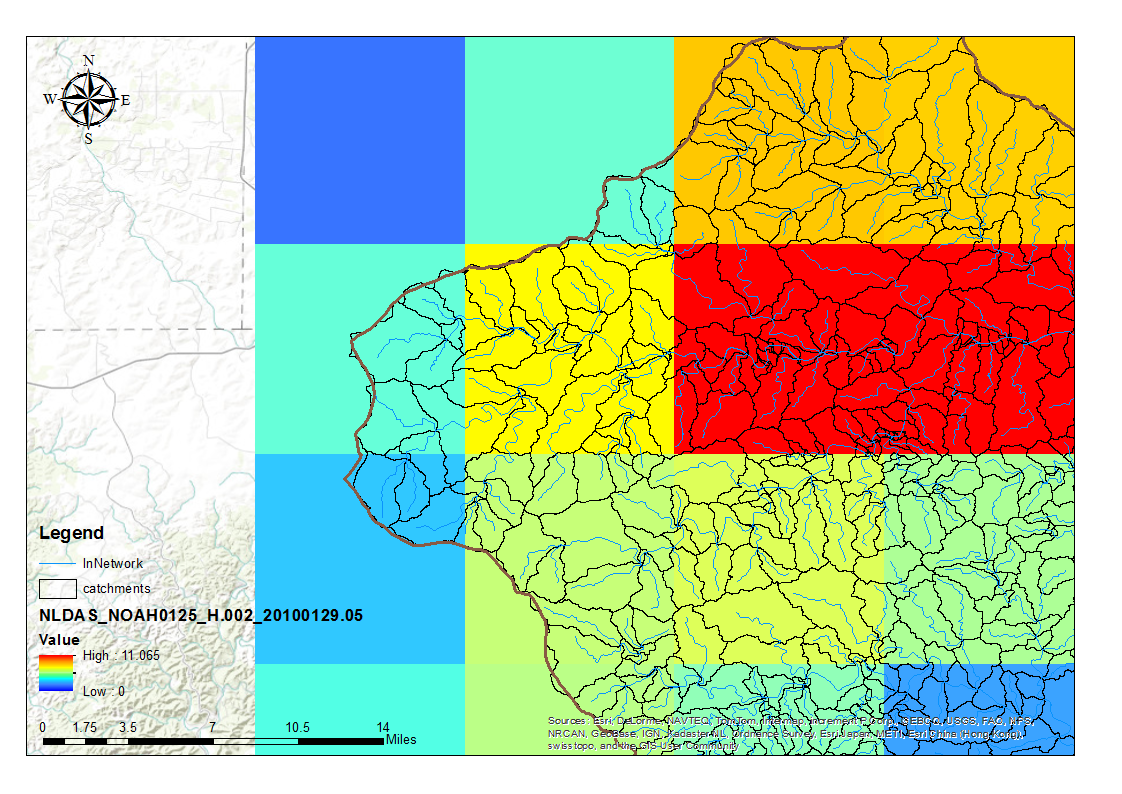 N
W E
S
Legend
InNetwork
catchments
NLDAS_NOAH0125_H.002_20100129.05
Value
High : 11.065
Low : 0
0 1.75 3.5 7 10.5 14
Miles
Sources: Esri, DeLorme, NAVTEQ, TomTom, Intermap, increment P Corp., GEBCO, USGS, FAO, NPS,
NRCAN, GeoBase, IGN, Kadaster NL, Ordnance Survey, Esri Japan, METI, Esri China (Hong Kong),
swisstopo, and the GIS User Community